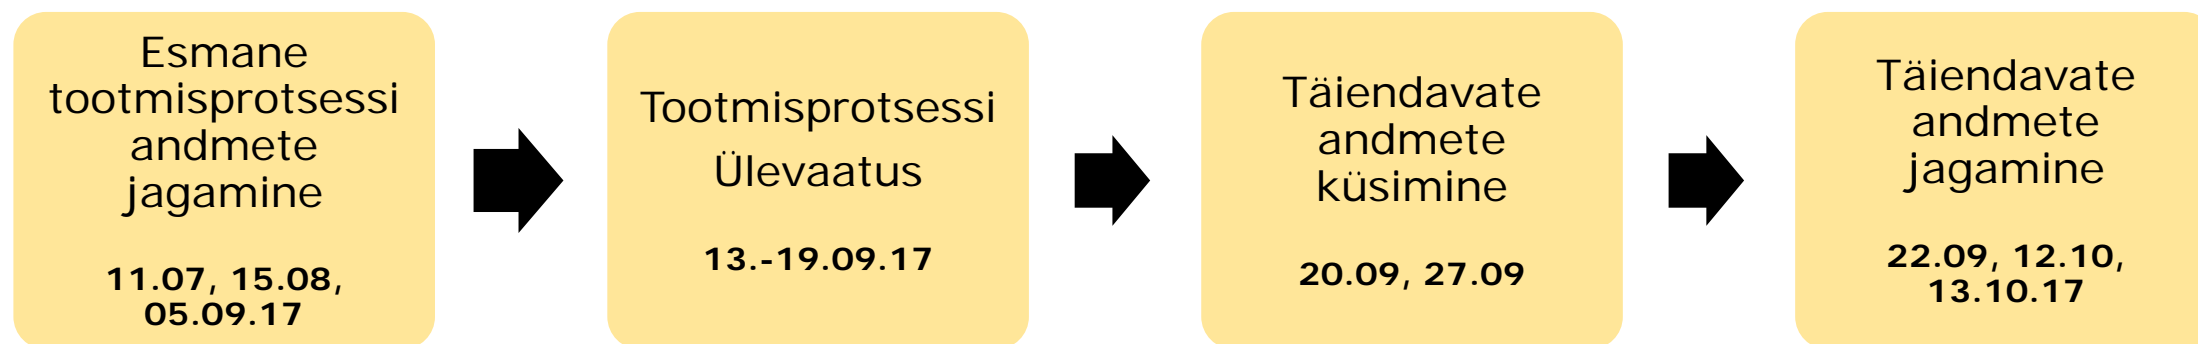 Esmane
tootmisprotsessi
andmete
jagamine
11.07, 15.08,
05.09.17
Tootmisprotsessi
Ülevaatus
13.-19.09.17
Täiendavate
andmete
küsimine
20.09, 27.09
Täiendavate
andmete
jagamine
22.09, 12.10,
13.10.17